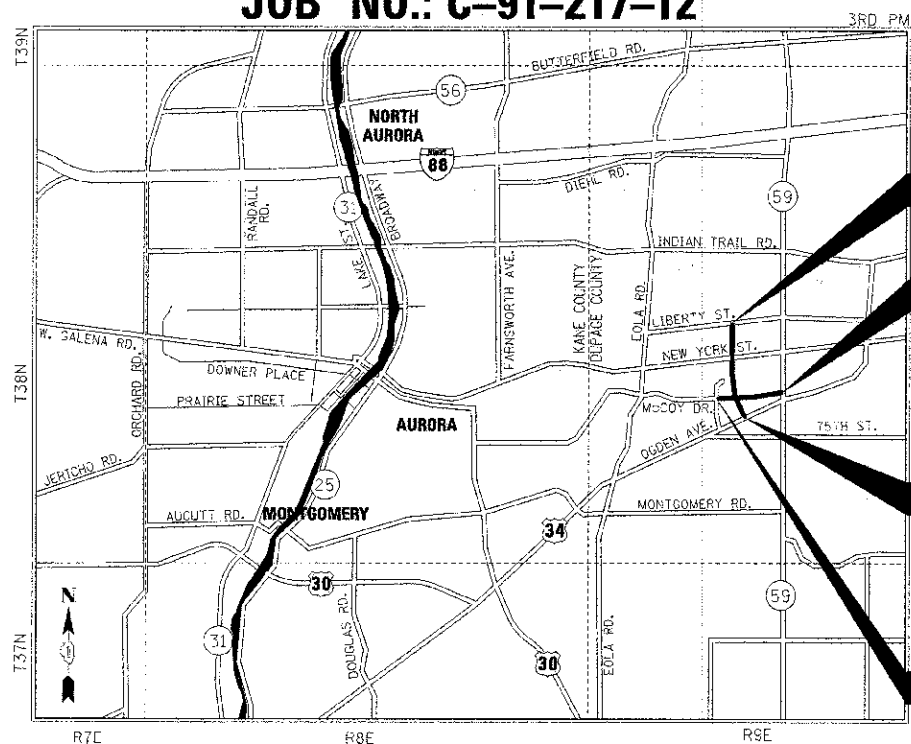 JOB NO.: C-91-217-12
3RD PM
T39N
BUTTERFIELD RD.
56
NORTH
AURORA
88
DIEHL RD.
RANDALL
RD.
31
LAKE ST.
BROADWAY
59
INDIAN TRAIL RD.
FARNSWORTH AVE.
KANE COUNTY
DUPAGE COUNTY
EOLA RD.
LIBERTY ST.
W. GALENA RD.
NEW YORK ST.
T38N
ORCHARD RD.
DOWNER PLACE
PRAIRIE STREET
McCOY DR.
AURORA
OGDEN AVE.
75TH ST.
JERICHO RD.
25
AUCUTT RD.
MONTGOMERY
MONTGOMERY RD.
34
30
N
59
T37N
31
DOUGLAS RD.
EOLA RD.
30
R7E
R8E
R9E